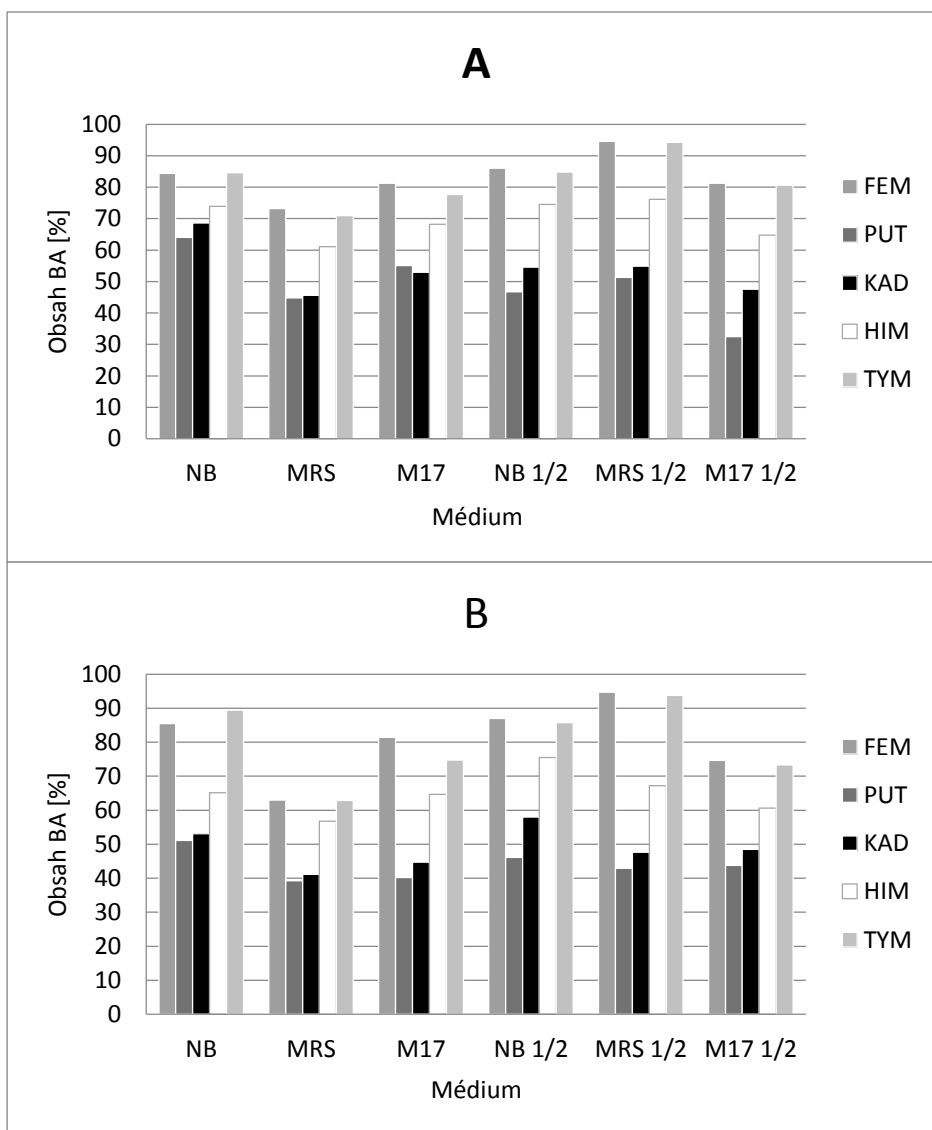 A
Obsah BA [%]
100
90
80
70
60
50
40
30
20
10
0
NB MRS M17 NB 1/2 MRS 1/2 M17 1/2
Médium
FEM
PUT
KAD
HIM
TYM
B
Obsah BA [%]
100
90
80
70
60
50
40
30
20
10
0
NB MRS M17 NB 1/2 MRS 1/2 M17 1/2
Médium
FEM
PUT
KAD
HIM
TYM